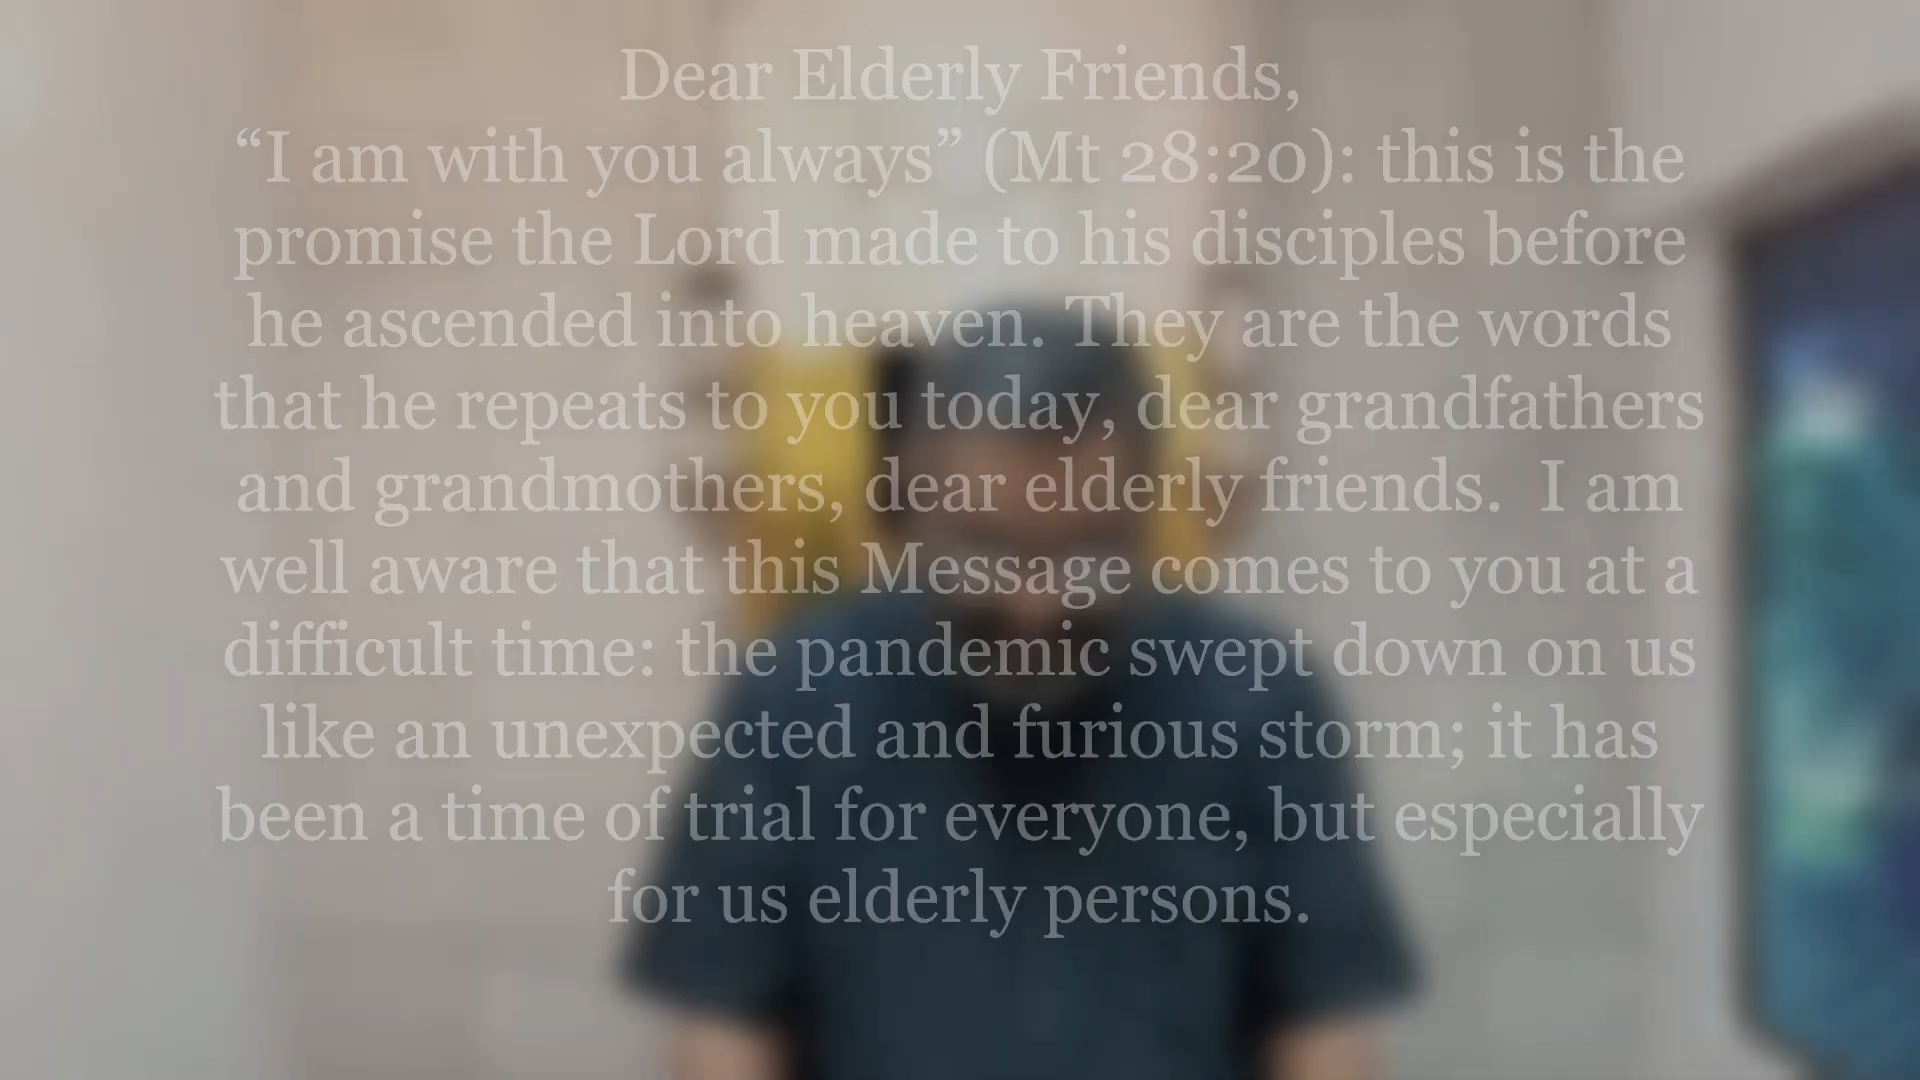 Dear Elderly Friends,
“I am with you always” (Mt 28:20): this is the
promise the Lord made to his disciples before
he ascended into heaven. They are the words
that he repeats to you today, dear grandfathers
and grandmothers, dear elderly friends.  I am
well aware that this Message comes to you at a
difficult time: the pandemic swept down on us
like an unexpected and furious storm; it has
been a time of trial for everyone, but especially
for us elderly persons.